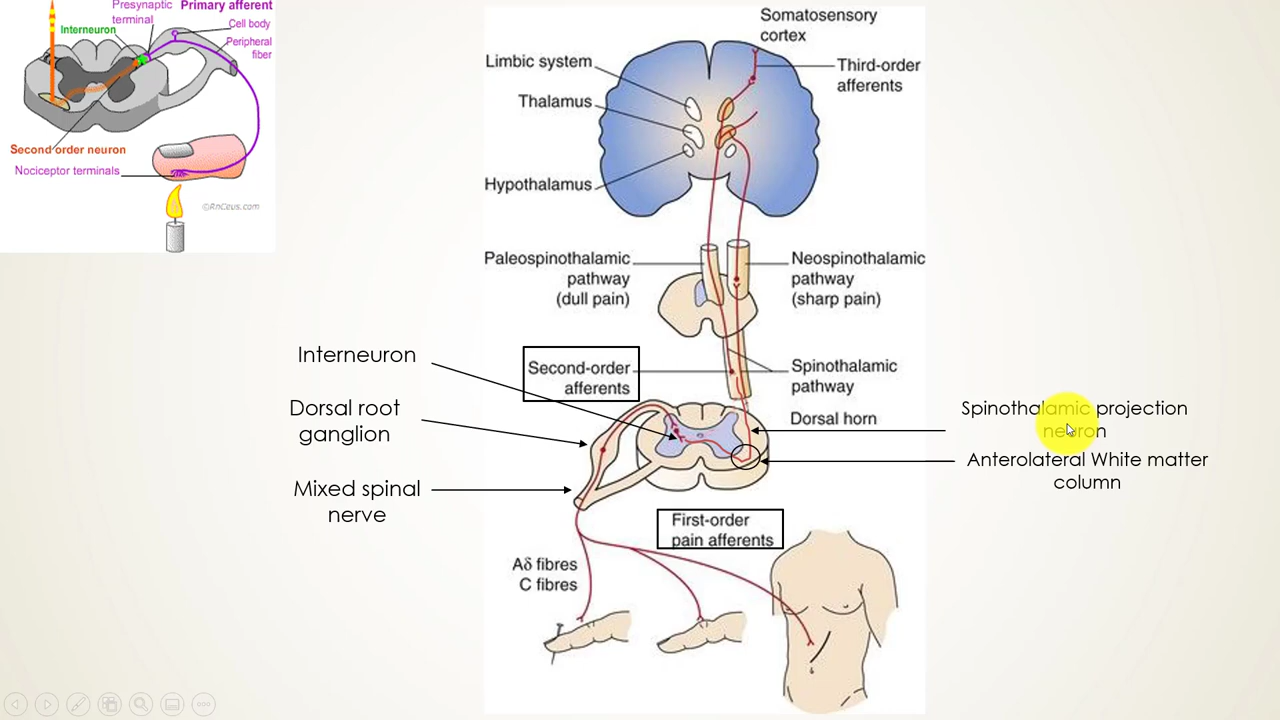 Presynaptic
terminal
Primary afferent
Interneuron
Cell body
Peripheral
fiber
Second order neuron
Nociceptor terminals
©RnCeus.com
Somatosensory
cortex
Limbic system
Third-order
afferents
Thalamus
Hypothalamus
Paleospinothalamic
pathway
(dull pain)
Neospinothalamic
pathway
(sharp pain)
Interneuron
Second-order
afferents
Spinothalamic
pathway
Dorsal root
ganglion
Dorsal horn
Spinothalamic projection
neuron
Anterolateral White matter
column
Mixed spinal
nerve
First-order
pain afferents
Aδ fibres
C fibres